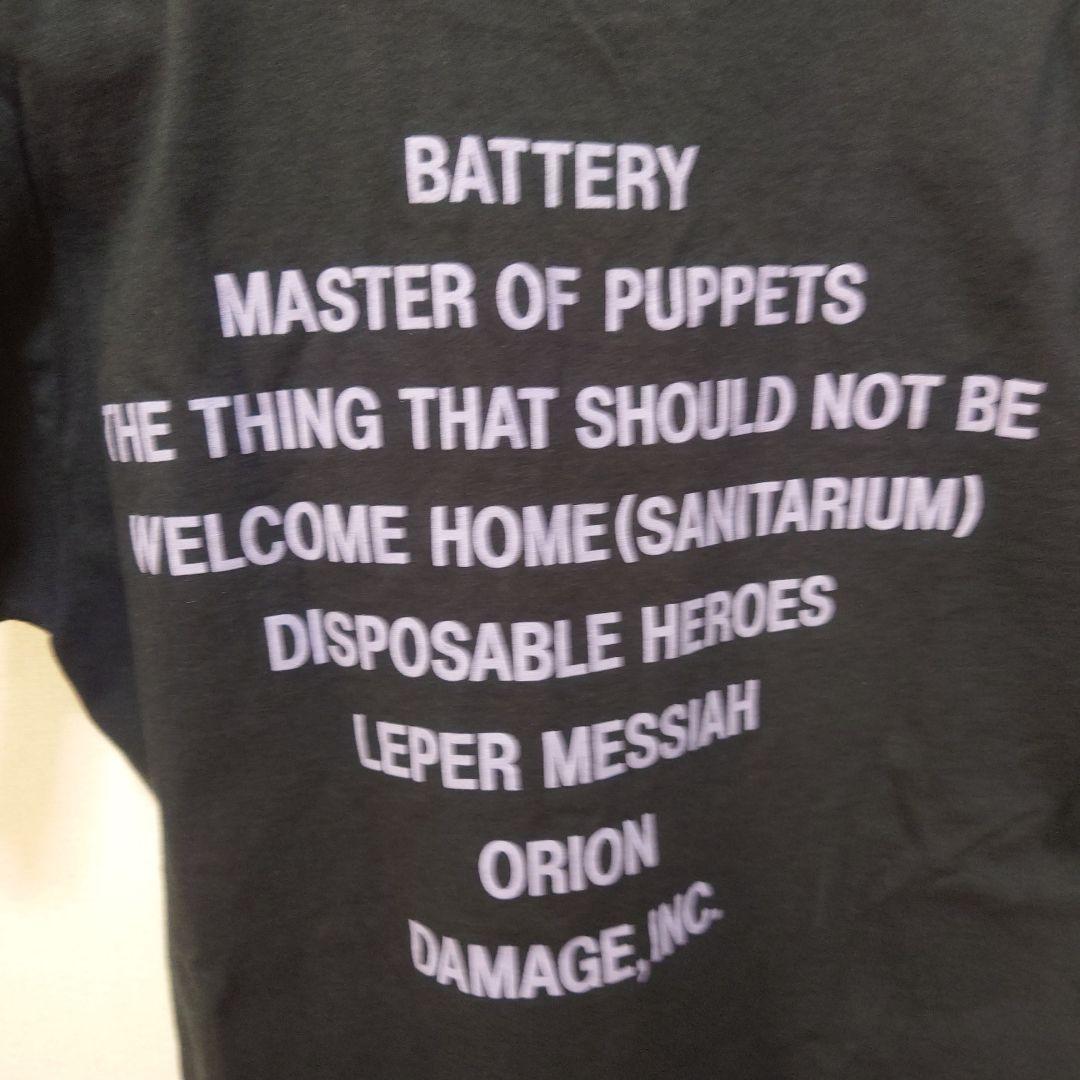 BATTERY
MASTER OF PUPPETS
THE THING THAT SHOULD NOT BE
WELCOME HOME(SANITARIUM)
DISPOSABLE HEROES
LEPER MESSIAH
ORION
DAMAGE,INC.